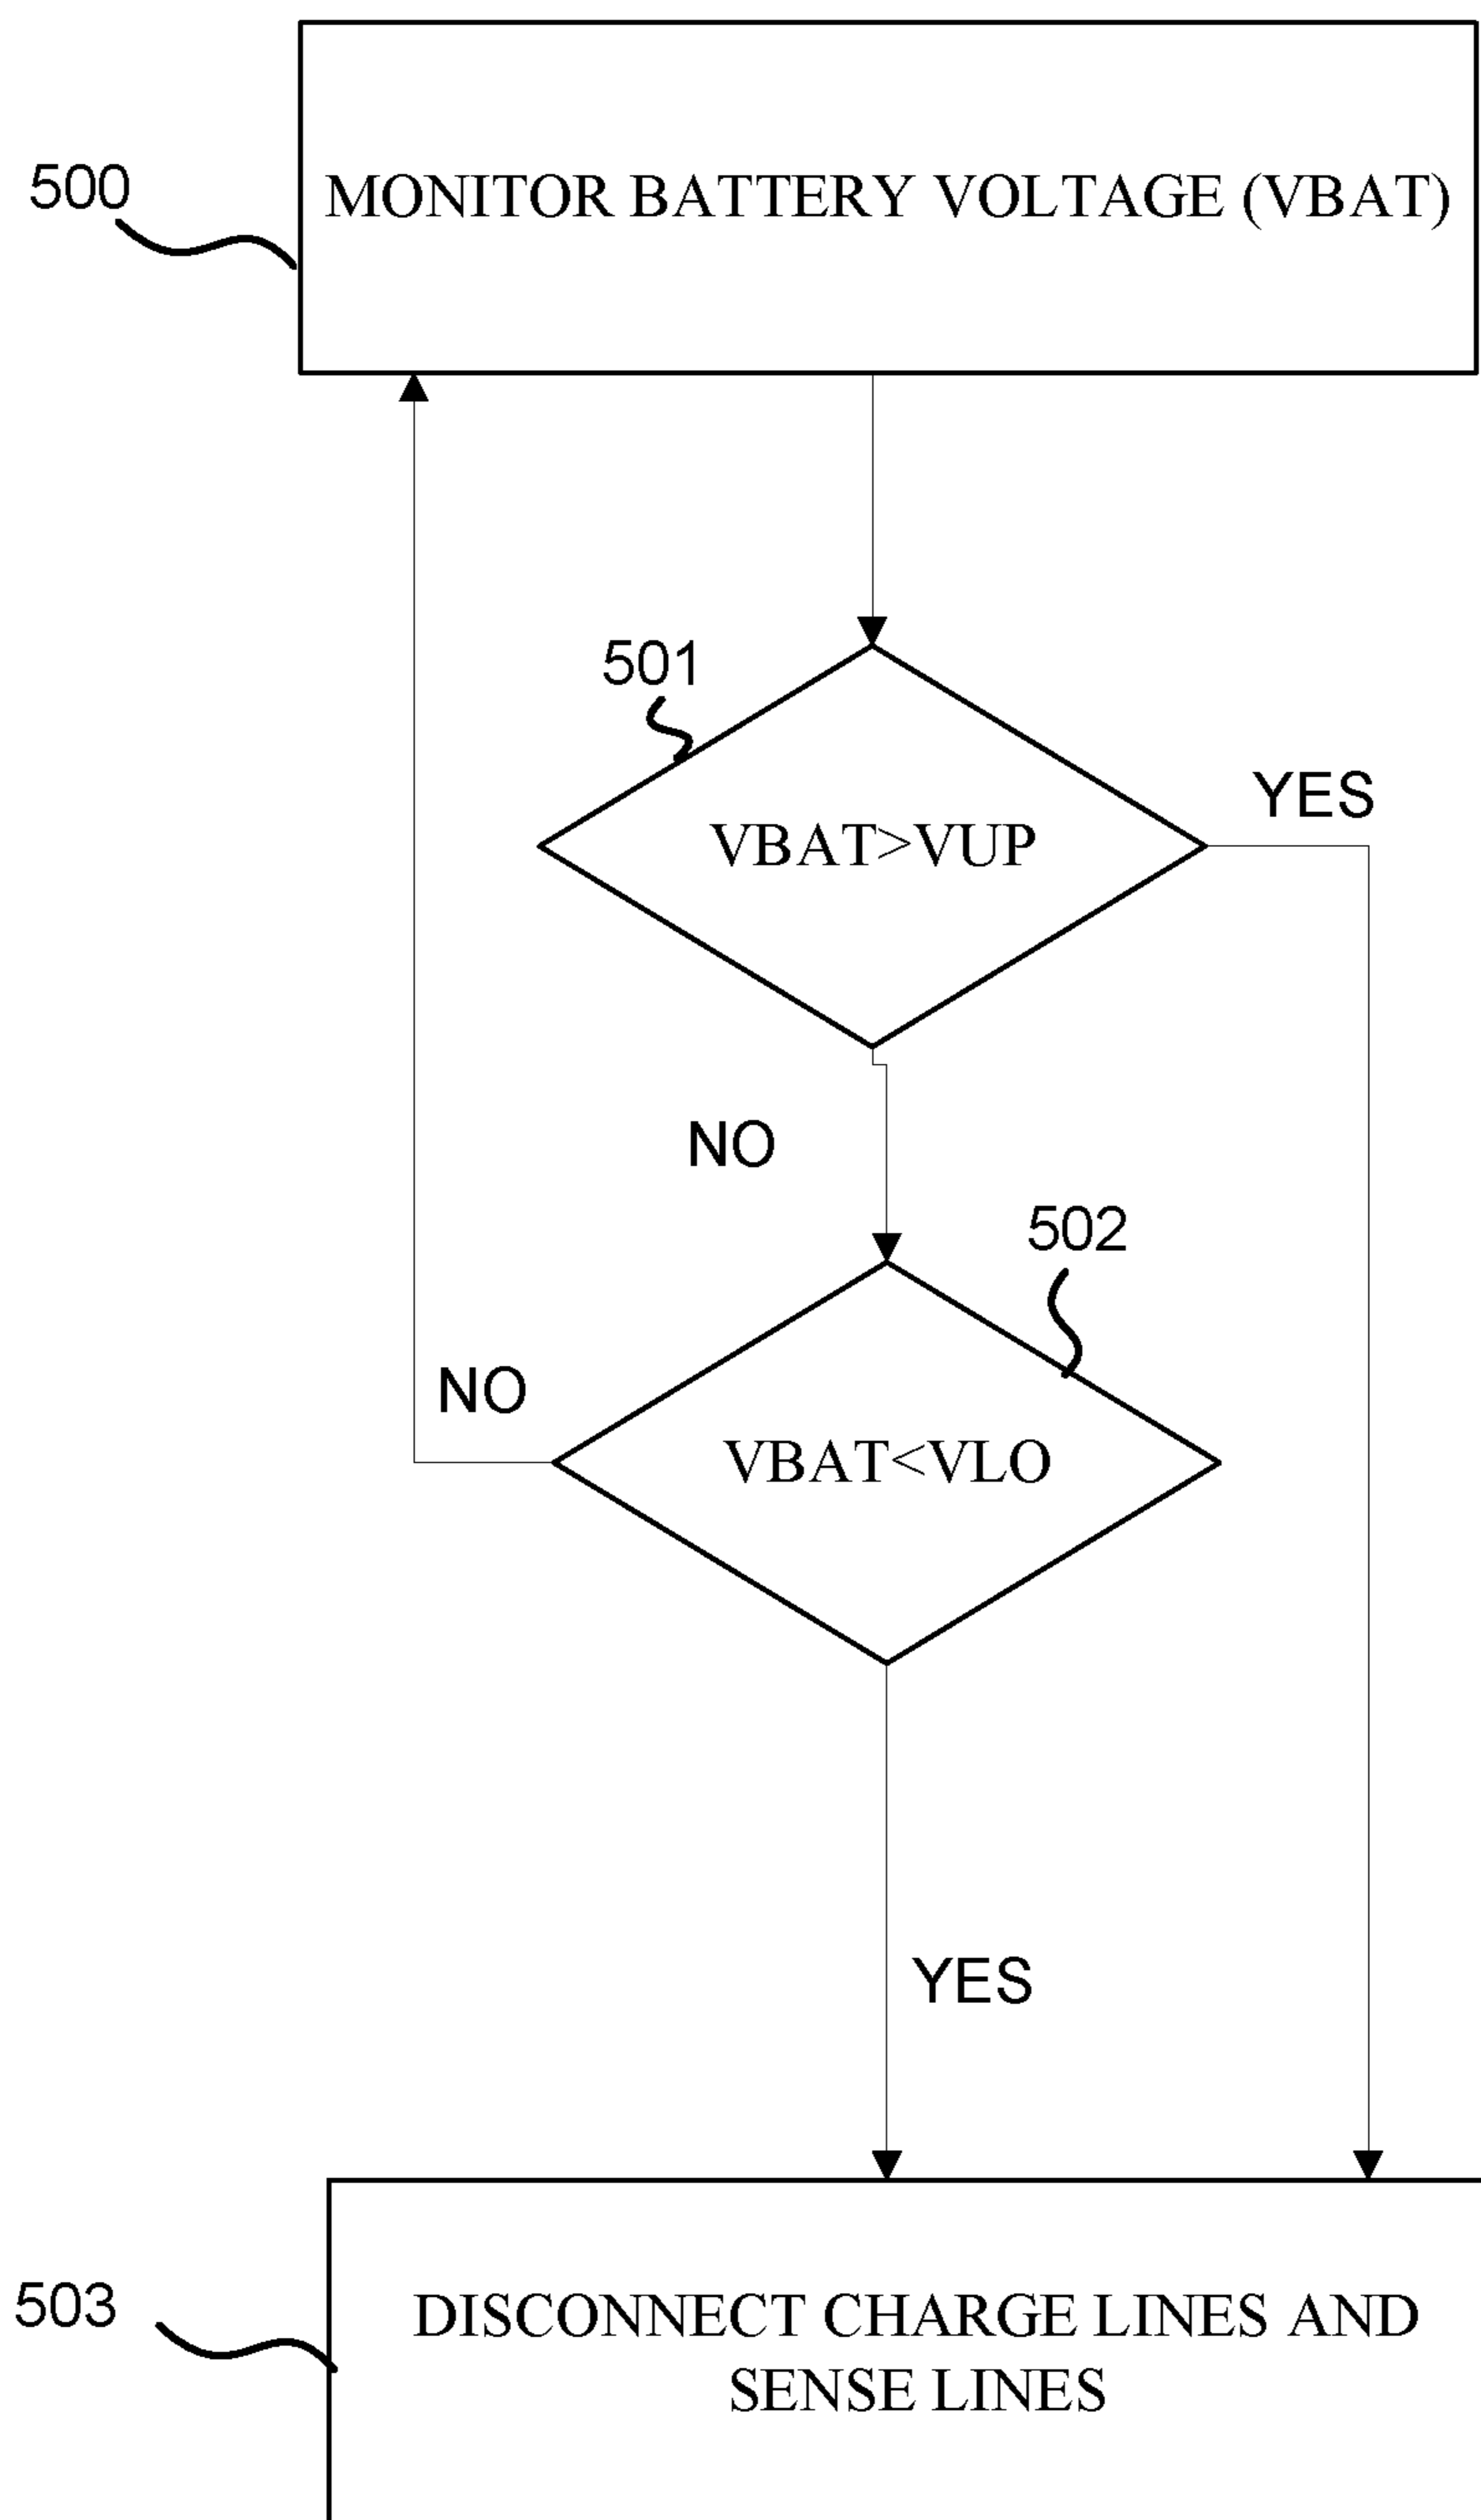 500
MONITOR BATTERY VOLTAGE (VBAT)
501
VBAT>VUP
YES
NO
502
NO
VBAT<VLO
YES
503
DISCONNECT CHARGE LINES AND
SENSE LINES